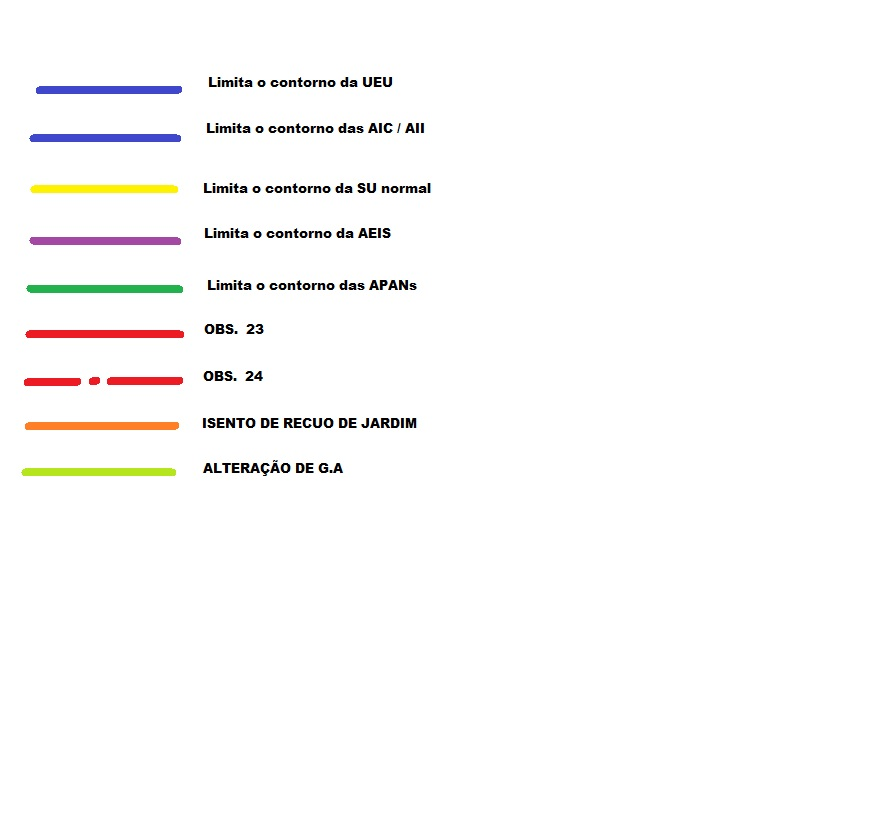 Limita o contorno da UEU
Limita o contorno das AIC / AII
Limita o contorno da SU normal
Limita o contorno da AEIS
Limita o contorno das APANs
OBS. 23
OBS. 24
ISENTO DE RECUO DE JARDIM
ALTERAÇÃO DE G.A